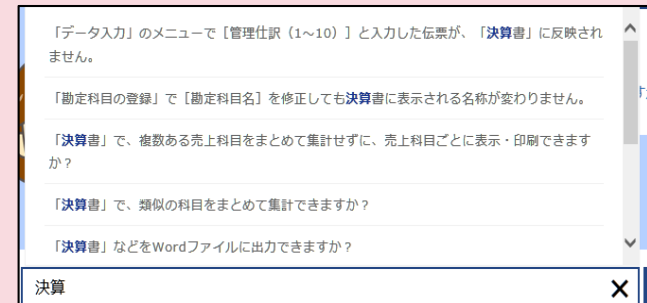 「データ入力」のメニューで［管理仕訳（1～10）］と入力した伝票が、「決算書」に反映され
ません。
「勘定科目の登録」で［勘定科目名］を修正しても決算書に表示される名称が変わりません。
「決算書」で、複数ある売上科目をまとめて集計せずに、売上科目ごとに表示・印刷できます
か？
「決算書」で、類似の科目をまとめて集計できますか？
「決算書」などをWordファイルに出力できますか？
決算